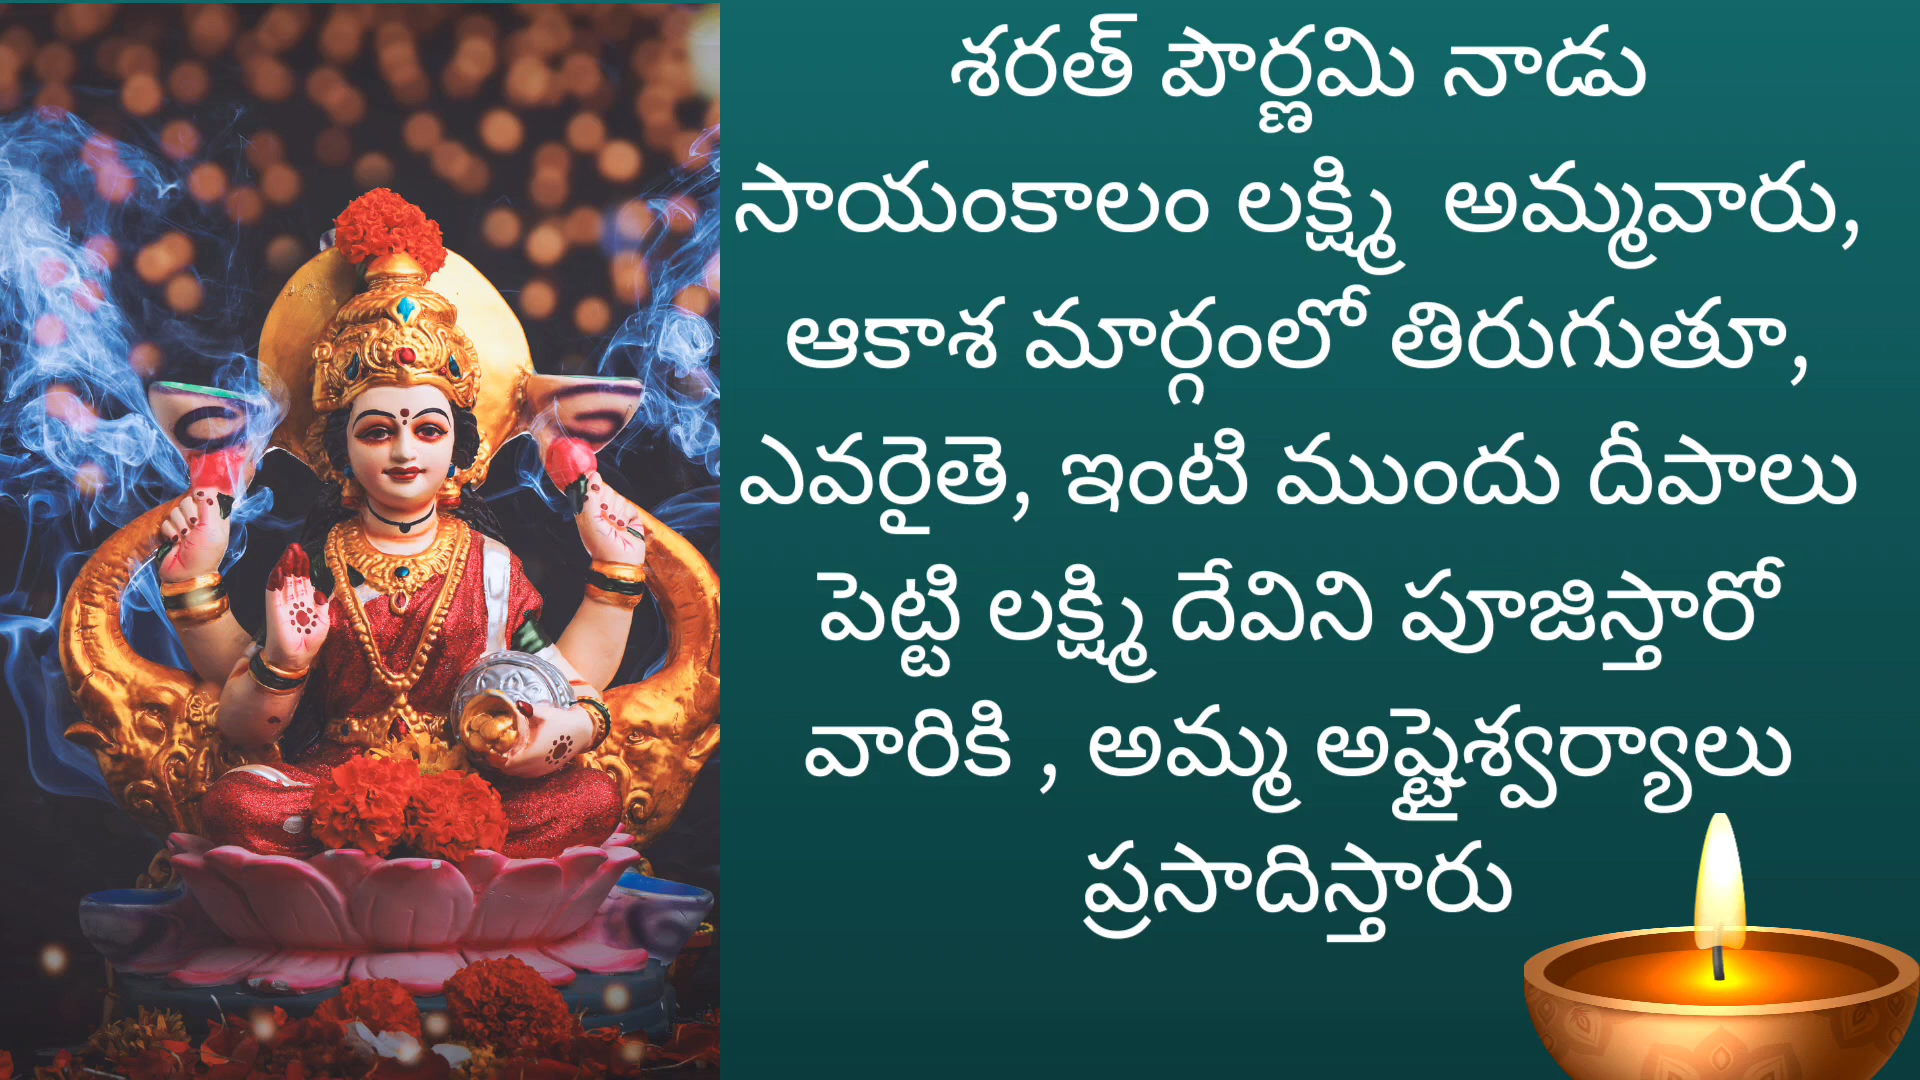 శరత్ పౌర్ణమి నాడు
సాయంకాలం లక్ష్మి అమ్మవారు,
ఆకాశ మార్గంలో తిరుగుతూ,
ఎవరైతె, ఇంటి ముందు దీపాలు
పెట్టి లక్ష్మి దేవిని పూజిస్తారో
వారికి , అమ్మ అష్టైశ్వర్యాలు
ప్రసాదిస్తారు